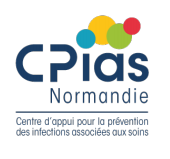 CPias
Normandie
Centre d'appui pour la prévention
des infections associées aux soins